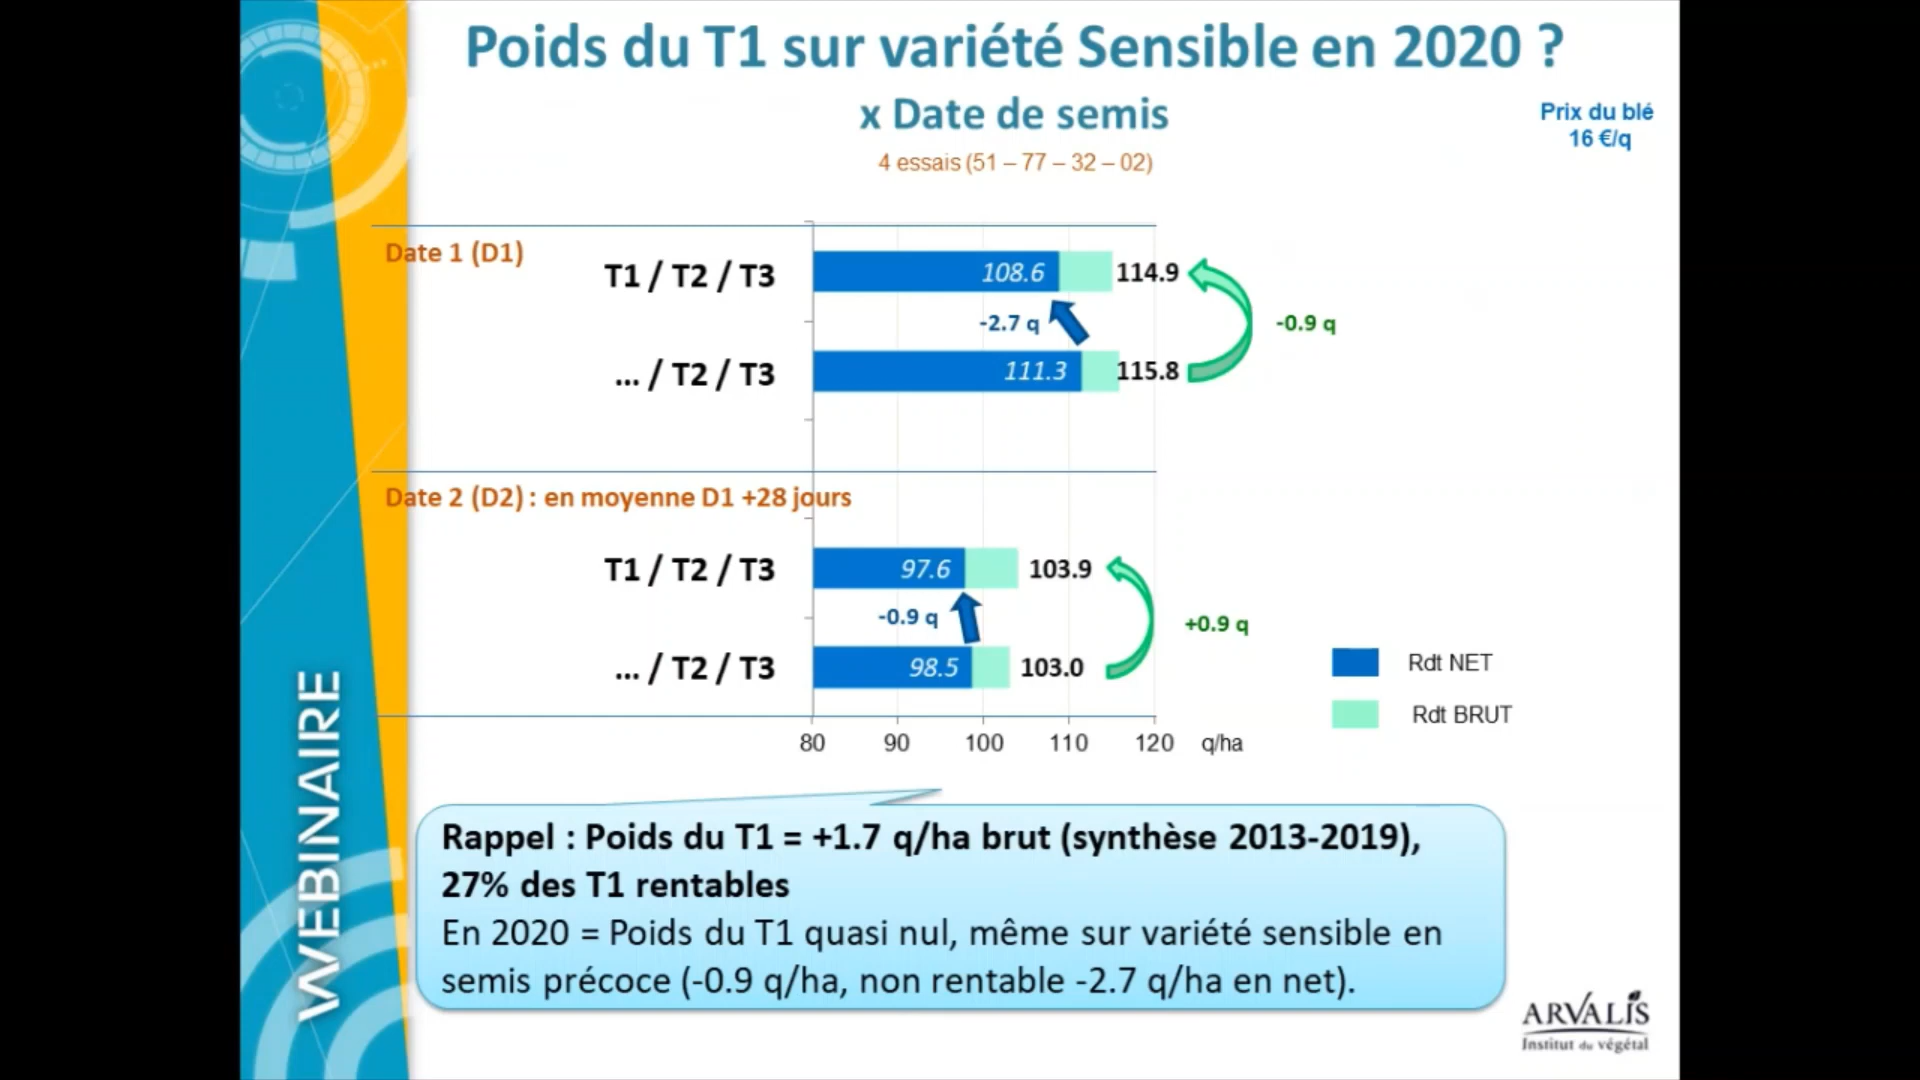 Poids du T1 sur variété Sensible en 2020 ?
x Date de semis
Prix du blé
16 €/q
4 essais (51 – 77 – 32 – 02)
Date 1 (D1)
T1 / T2 / T3
108.6
114.9
-2.7 q
-0.9 q
... / T2 / T3
111.3
115.8
Date 2 (D2) : en moyenne D1 +28 jours
T1 / T2 / T3
97.6
103.9
-0.9 q
+0.9 q
... / T2 / T3
98.5
103.0
Rdt NET
Rdt BRUT
80 90 100 110 120 q/ha
WEBINAIRE
Rappel : Poids du T1 = +1.7 q/ha brut (synthèse 2013-2019),
27% des T1 rentables
En 2020 = Poids du T1 quasi nul, même sur variété sensible en
semis précoce (-0.9 q/ha, non rentable -2.7 q/ha en net).
ARVALIS
Institut du végétal